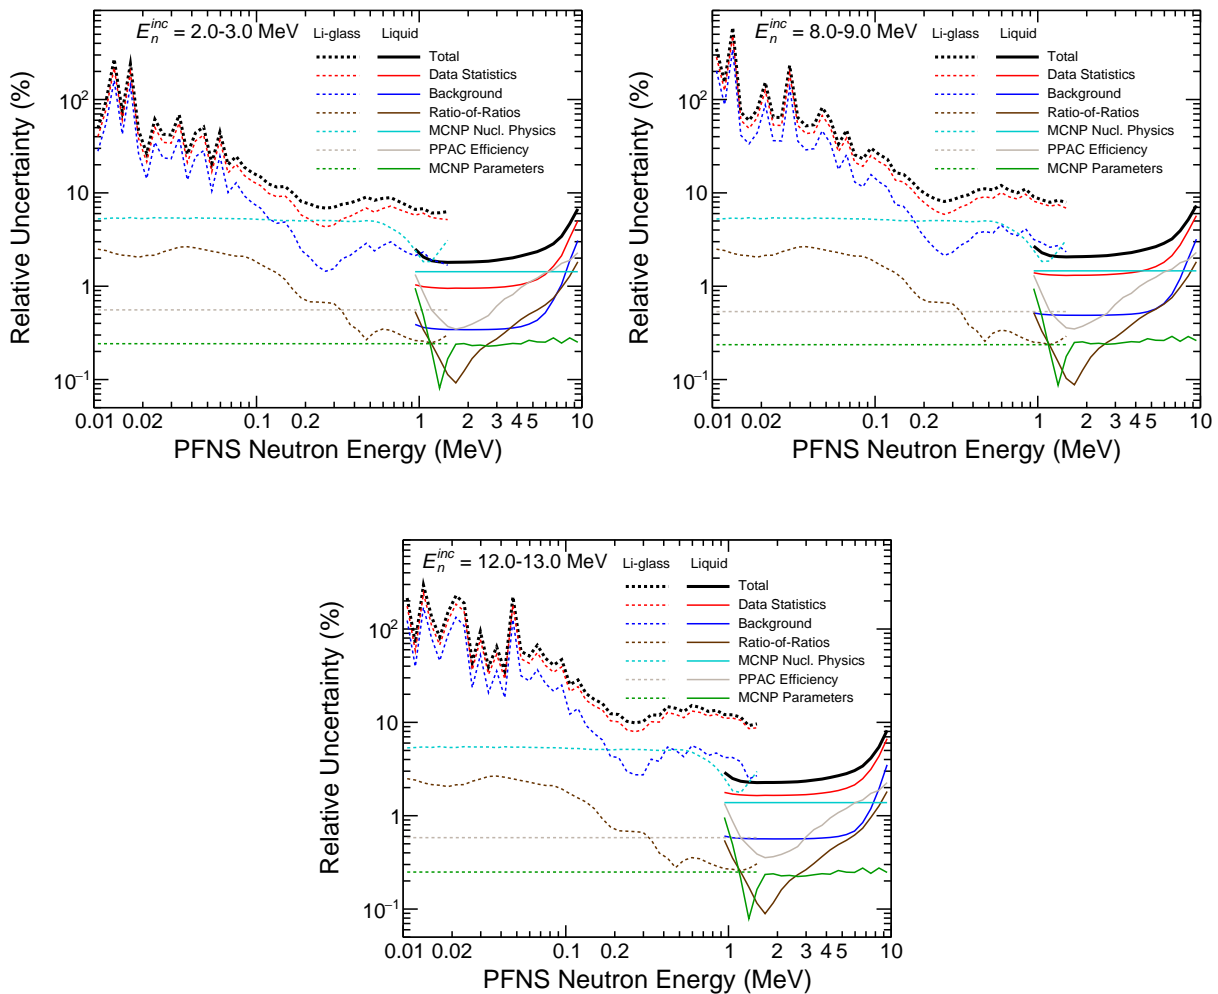 E_n^inc = 2.0-3.0 MeV
Li-glass Liquid
Total
Data Statistics
Background
Ratio-of-Ratios
MCNP Nucl. Physics
PPAC Efficiency
MCNP Parameters
Relative Uncertainty (%)
10²
10
1
10⁻¹
0.01 0.02 0.1 0.2 1 2 3 4 5 10
PFNS Neutron Energy (MeV)
E_n^inc = 8.0-9.0 MeV
Li-glass Liquid
Total
Data Statistics
Background
Ratio-of-Ratios
MCNP Nucl. Physics
PPAC Efficiency
MCNP Parameters
Relative Uncertainty (%)
10²
10
1
10⁻¹
0.01 0.02 0.1 0.2 1 2 3 4 5 10
PFNS Neutron Energy (MeV)
E_n^inc = 12.0-13.0 MeV
Li-glass Liquid
Total
Data Statistics
Background
Ratio-of-Ratios
MCNP Nucl. Physics
PPAC Efficiency
MCNP Parameters
Relative Uncertainty (%)
10²
10
1
10⁻¹
0.01 0.02 0.1 0.2 1 2 3 4 5 10
PFNS Neutron Energy (MeV)